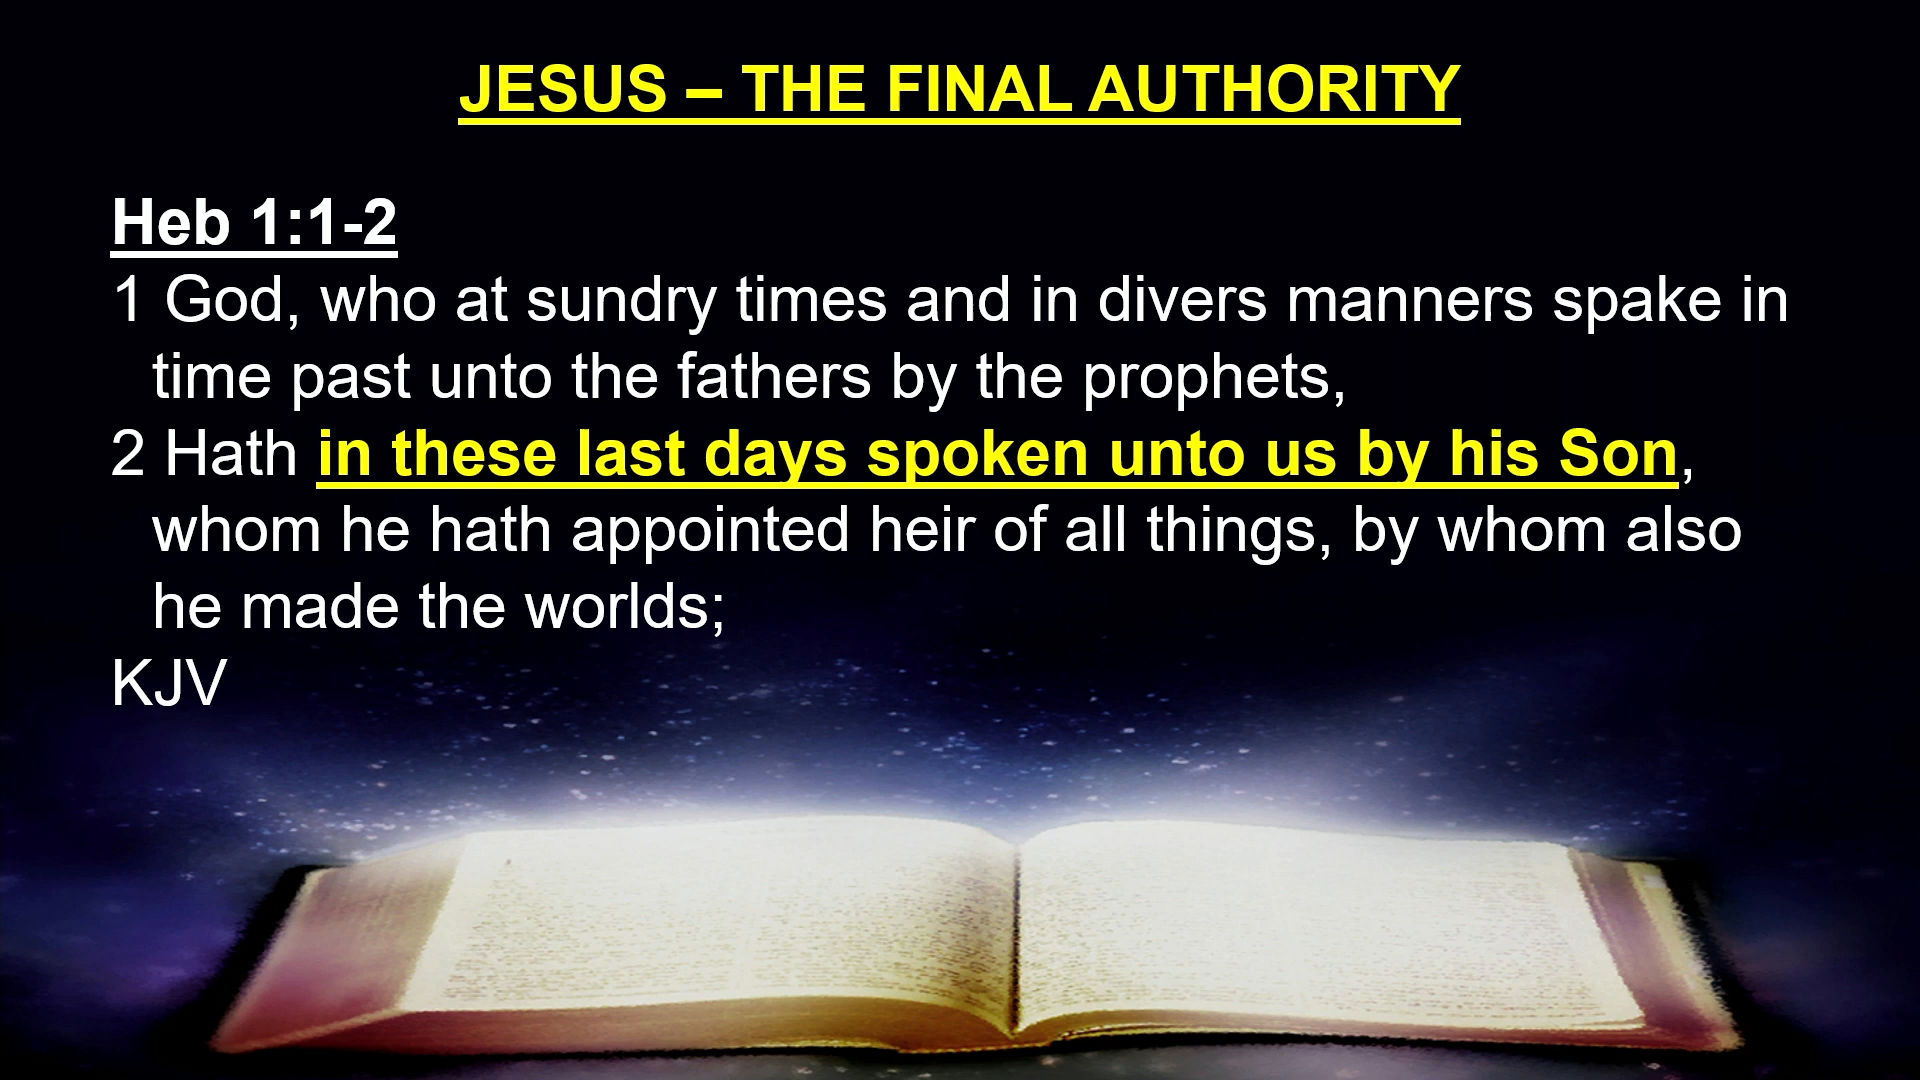 JESUS – THE FINAL AUTHORITY
Heb 1:1-2
1 God, who at sundry times and in divers manners spake in
time past unto the fathers by the prophets,
2 Hath in these last days spoken unto us by his Son,
whom he hath appointed heir of all things, by whom also
he made the worlds;
KJV